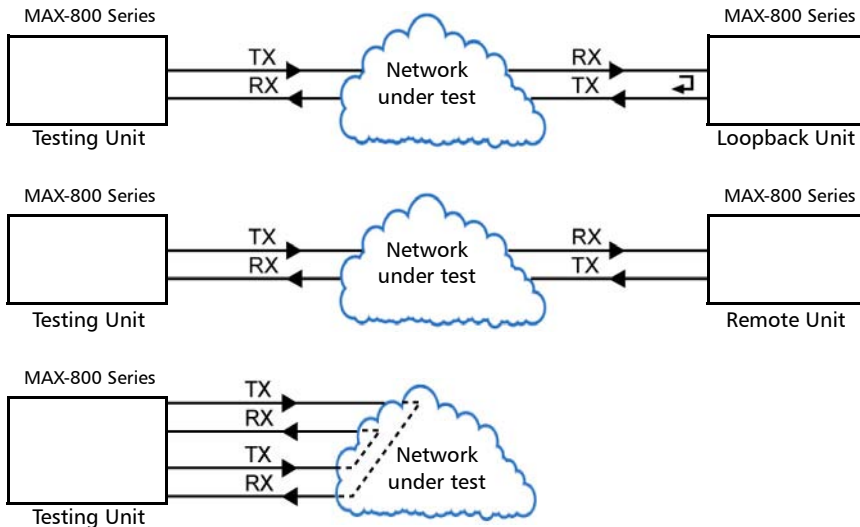 MAX-800 Series
MAX-800 Series
TX
RX
Network
under test
RX
TX
Testing Unit
Loopback Unit
MAX-800 Series
MAX-800 Series
TX
RX
Network
under test
RX
TX
Testing Unit
Remote Unit
MAX-800 Series
TX
RX
TX
RX
Network
under test
Testing Unit